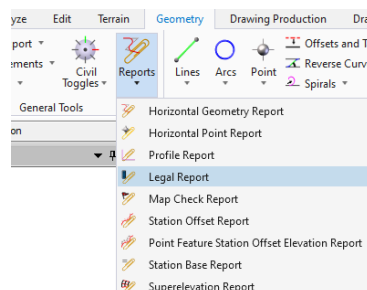 yze Edit Terrain Geometry Drawing Production Dra
port Reports Lines Arcs Point Offsets and T
ements Civil Toggles Reverse Curv
Spirals
General Tools
on
Horizontal Geometry Report
Horizontal Point Report
Profile Report
Legal Report
Map Check Report
Station Offset Report
Point Feature Station Offset Elevation Report
Station Base Report
Superelevation Report